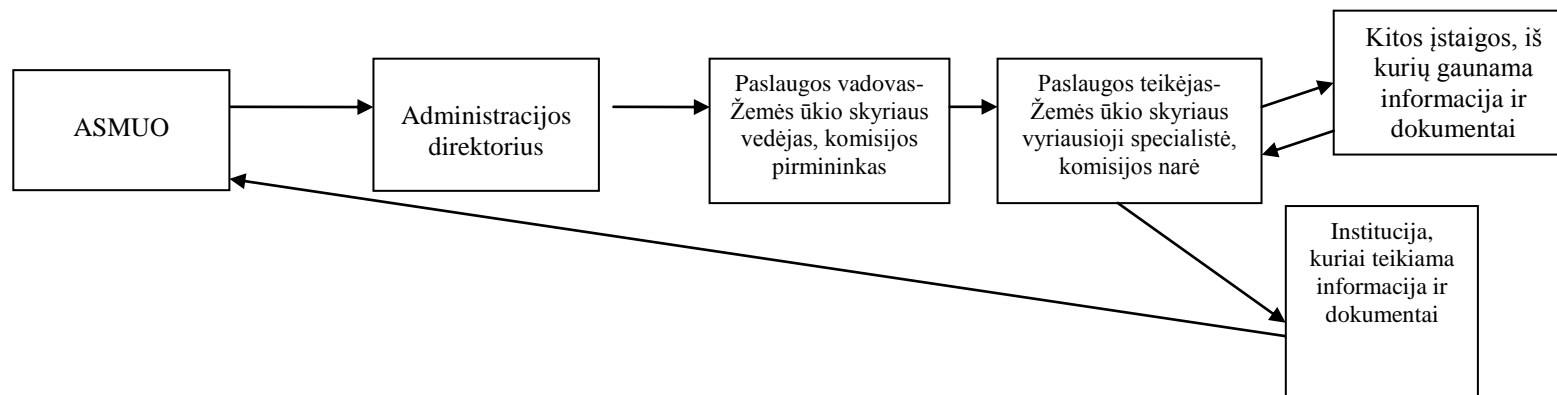 ASMUO
Administracijos
direktorius
Paslaugos vadovas-
Žemės ūkio skyriaus
vedėjas, komisijos
pirmininkas
Paslaugos teikėjas-
Žemės ūkio skyriaus
vyriausioji specialistė,
komisijos narė
Kitos įstaigos, iš
kurių gaunama
informacija ir
dokumentai
Institucija,
kuriai teikiama
informacija ir
dokumentai